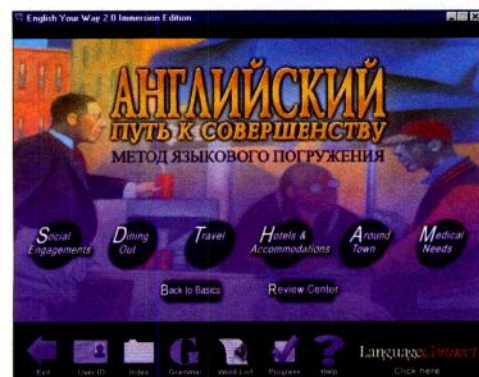 English Your Way 2.0 Immersion Edition
АНГЛИЙСКИЙ
ПУТЬ К СОВЕРШЕНСТВУ
МЕТОД ЯЗЫКОВОГО ПОГРУЖЕНИЯ
Social Engagements
Dining Out
Travel
Hotels & Accommodations
Around Town
Medical Needs
Back to Basics
Review Center
Exit
User ID
Index
Grammar
Word List
Progress
Help
LanguageConnect
Click here